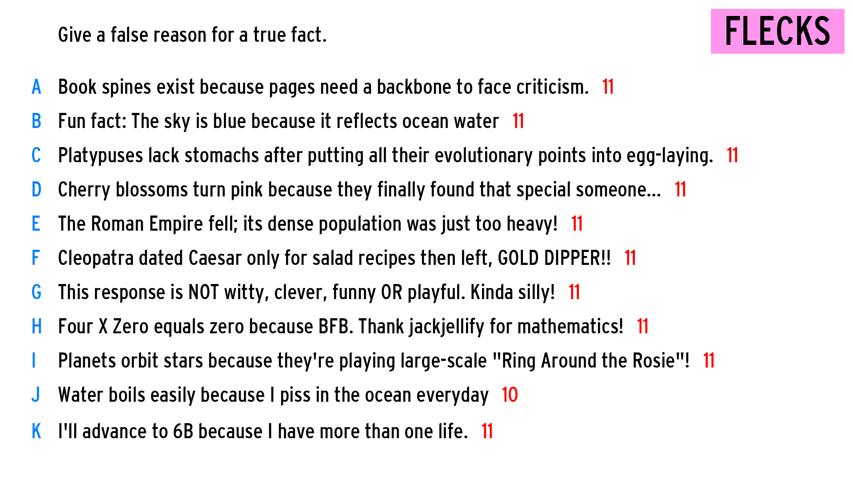 Give a false reason for a true fact.
FLECKS
A Book spines exist because pages need a backbone to face criticism. 11
B Fun fact: The sky is blue because it reflects ocean water 11
C Platypuses lack stomachs after putting all their evolutionary points into egg-laying. 11
D Cherry blossoms turn pink because they finally found that special someone... 11
E The Roman Empire fell; its dense population was just too heavy! 11
F Cleopatra dated Caesar only for salad recipes then left, GOLD DIPPER!! 11
G This response is NOT witty, clever, funny OR playful. Kinda silly! 11
H Four X Zero equals zero because BFB. Thank jackjellify for mathematics! 11
I Planets orbit stars because they're playing large-scale "Ring Around the Rosie"! 11
J Water boils easily because I piss in the ocean everyday 10
K I'll advance to 6B because I have more than one life. 11